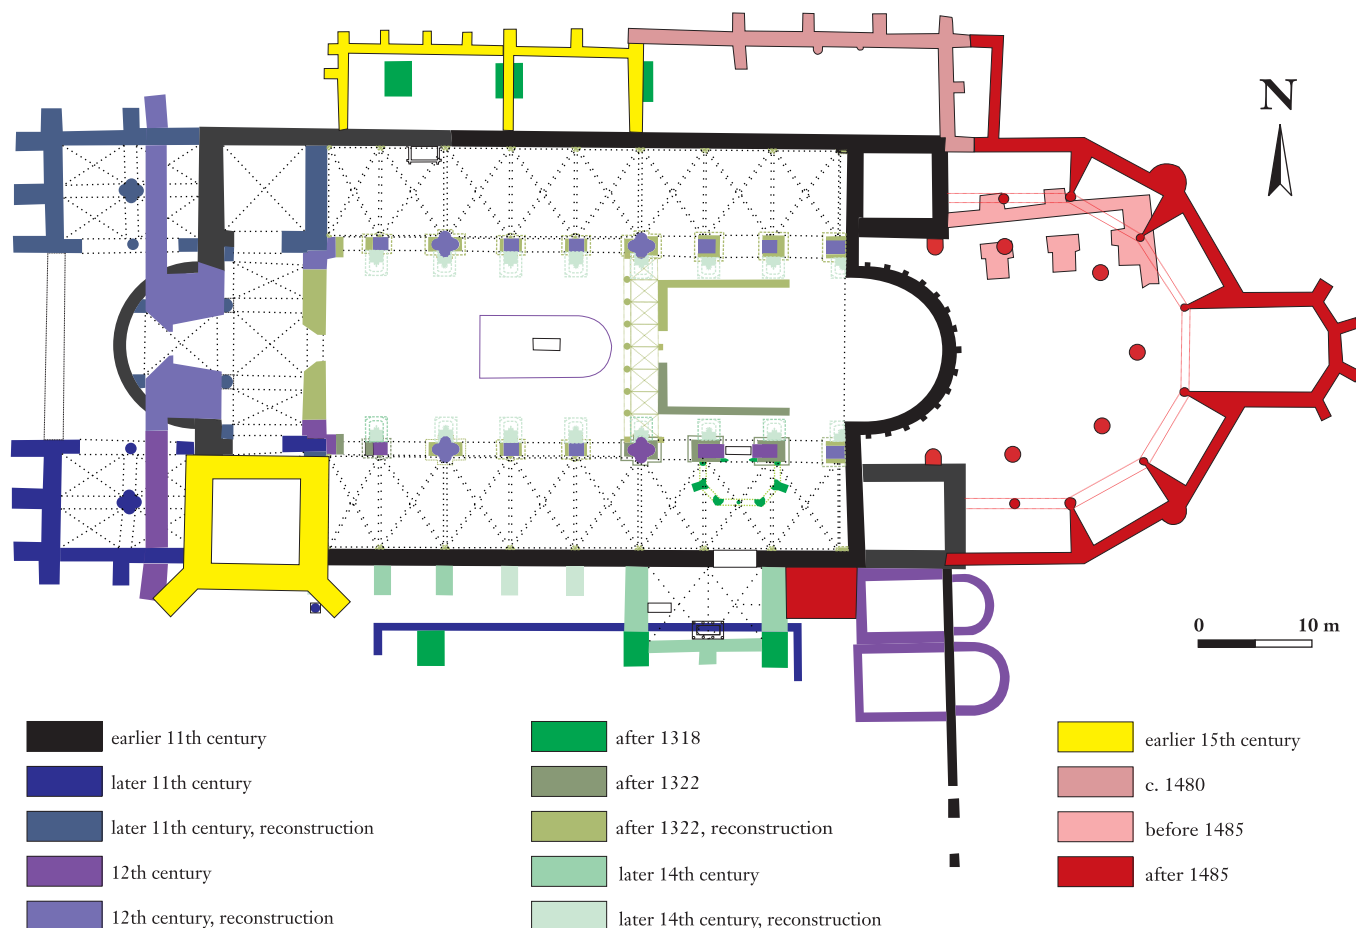 N
0 10 m
earlier 11th century
later 11th century
later 11th century, reconstruction
12th century
12th century, reconstruction
after 1318
after 1322
after 1322, reconstruction
later 14th century
later 14th century, reconstruction
earlier 15th century
c. 1480
before 1485
after 1485